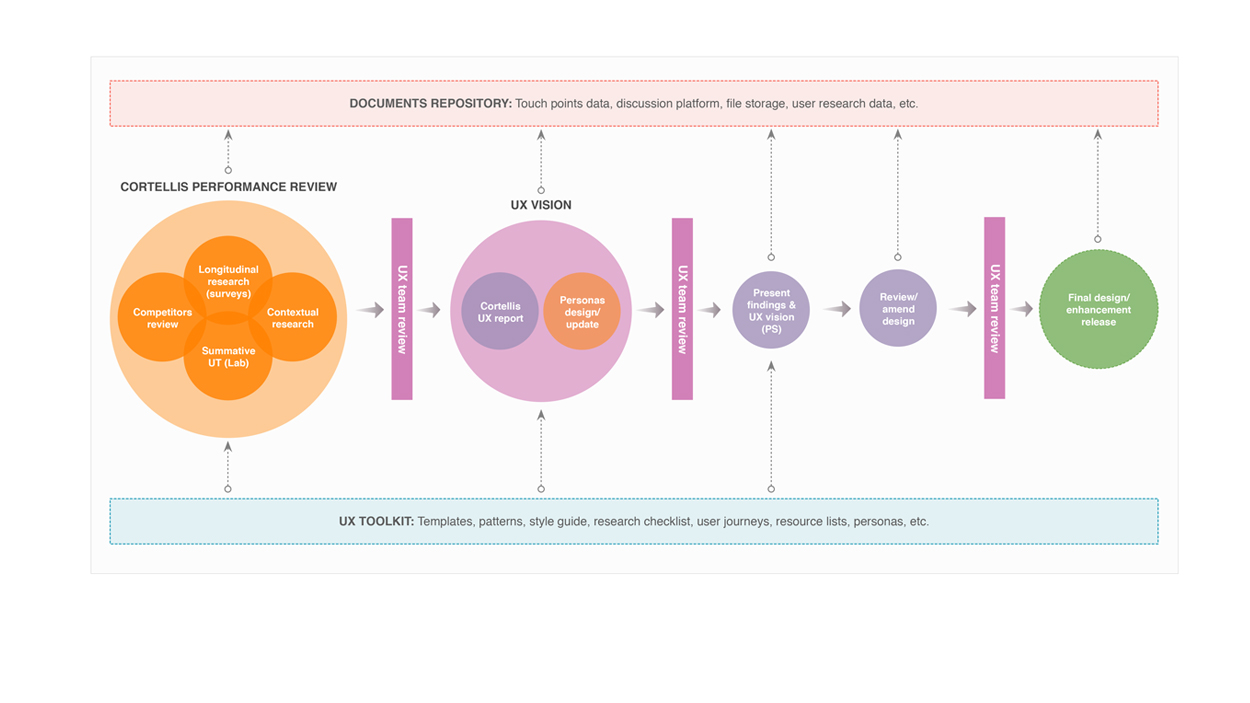 DOCUMENTS REPOSITORY: Touch points data, discussion platform, file storage, user research data, etc.
CORTELLIS PERFORMANCE REVIEW
Longitudinal
research
(surveys)
Competitors
review
Contextual
research
Summative
UT (Lab)
UX team review
UX VISION
Cortellis
UX report
Personas
design/
update
UX team review
Present
findings &
UX vision
(PS)
Review/
amend
design
UX team review
Final design/
enhancement
release
UX TOOLKIT: Templates, patterns, style guide, research checklist, user journeys, resource lists, personas, etc.